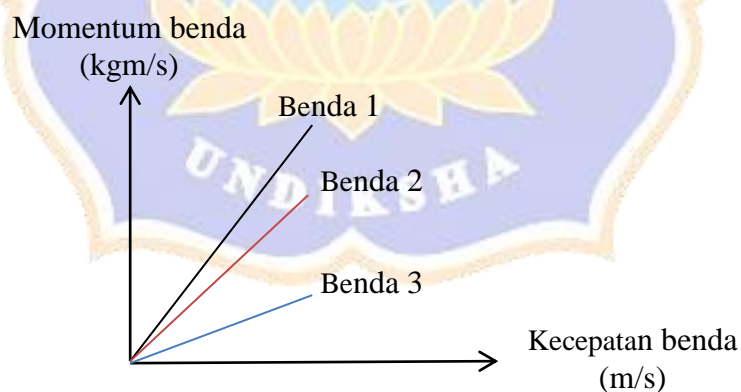 Momentum benda
(kgm/s)
Benda 1
UNDIKSHA
Benda 2
Benda 3
Kecepatan benda
(m/s)